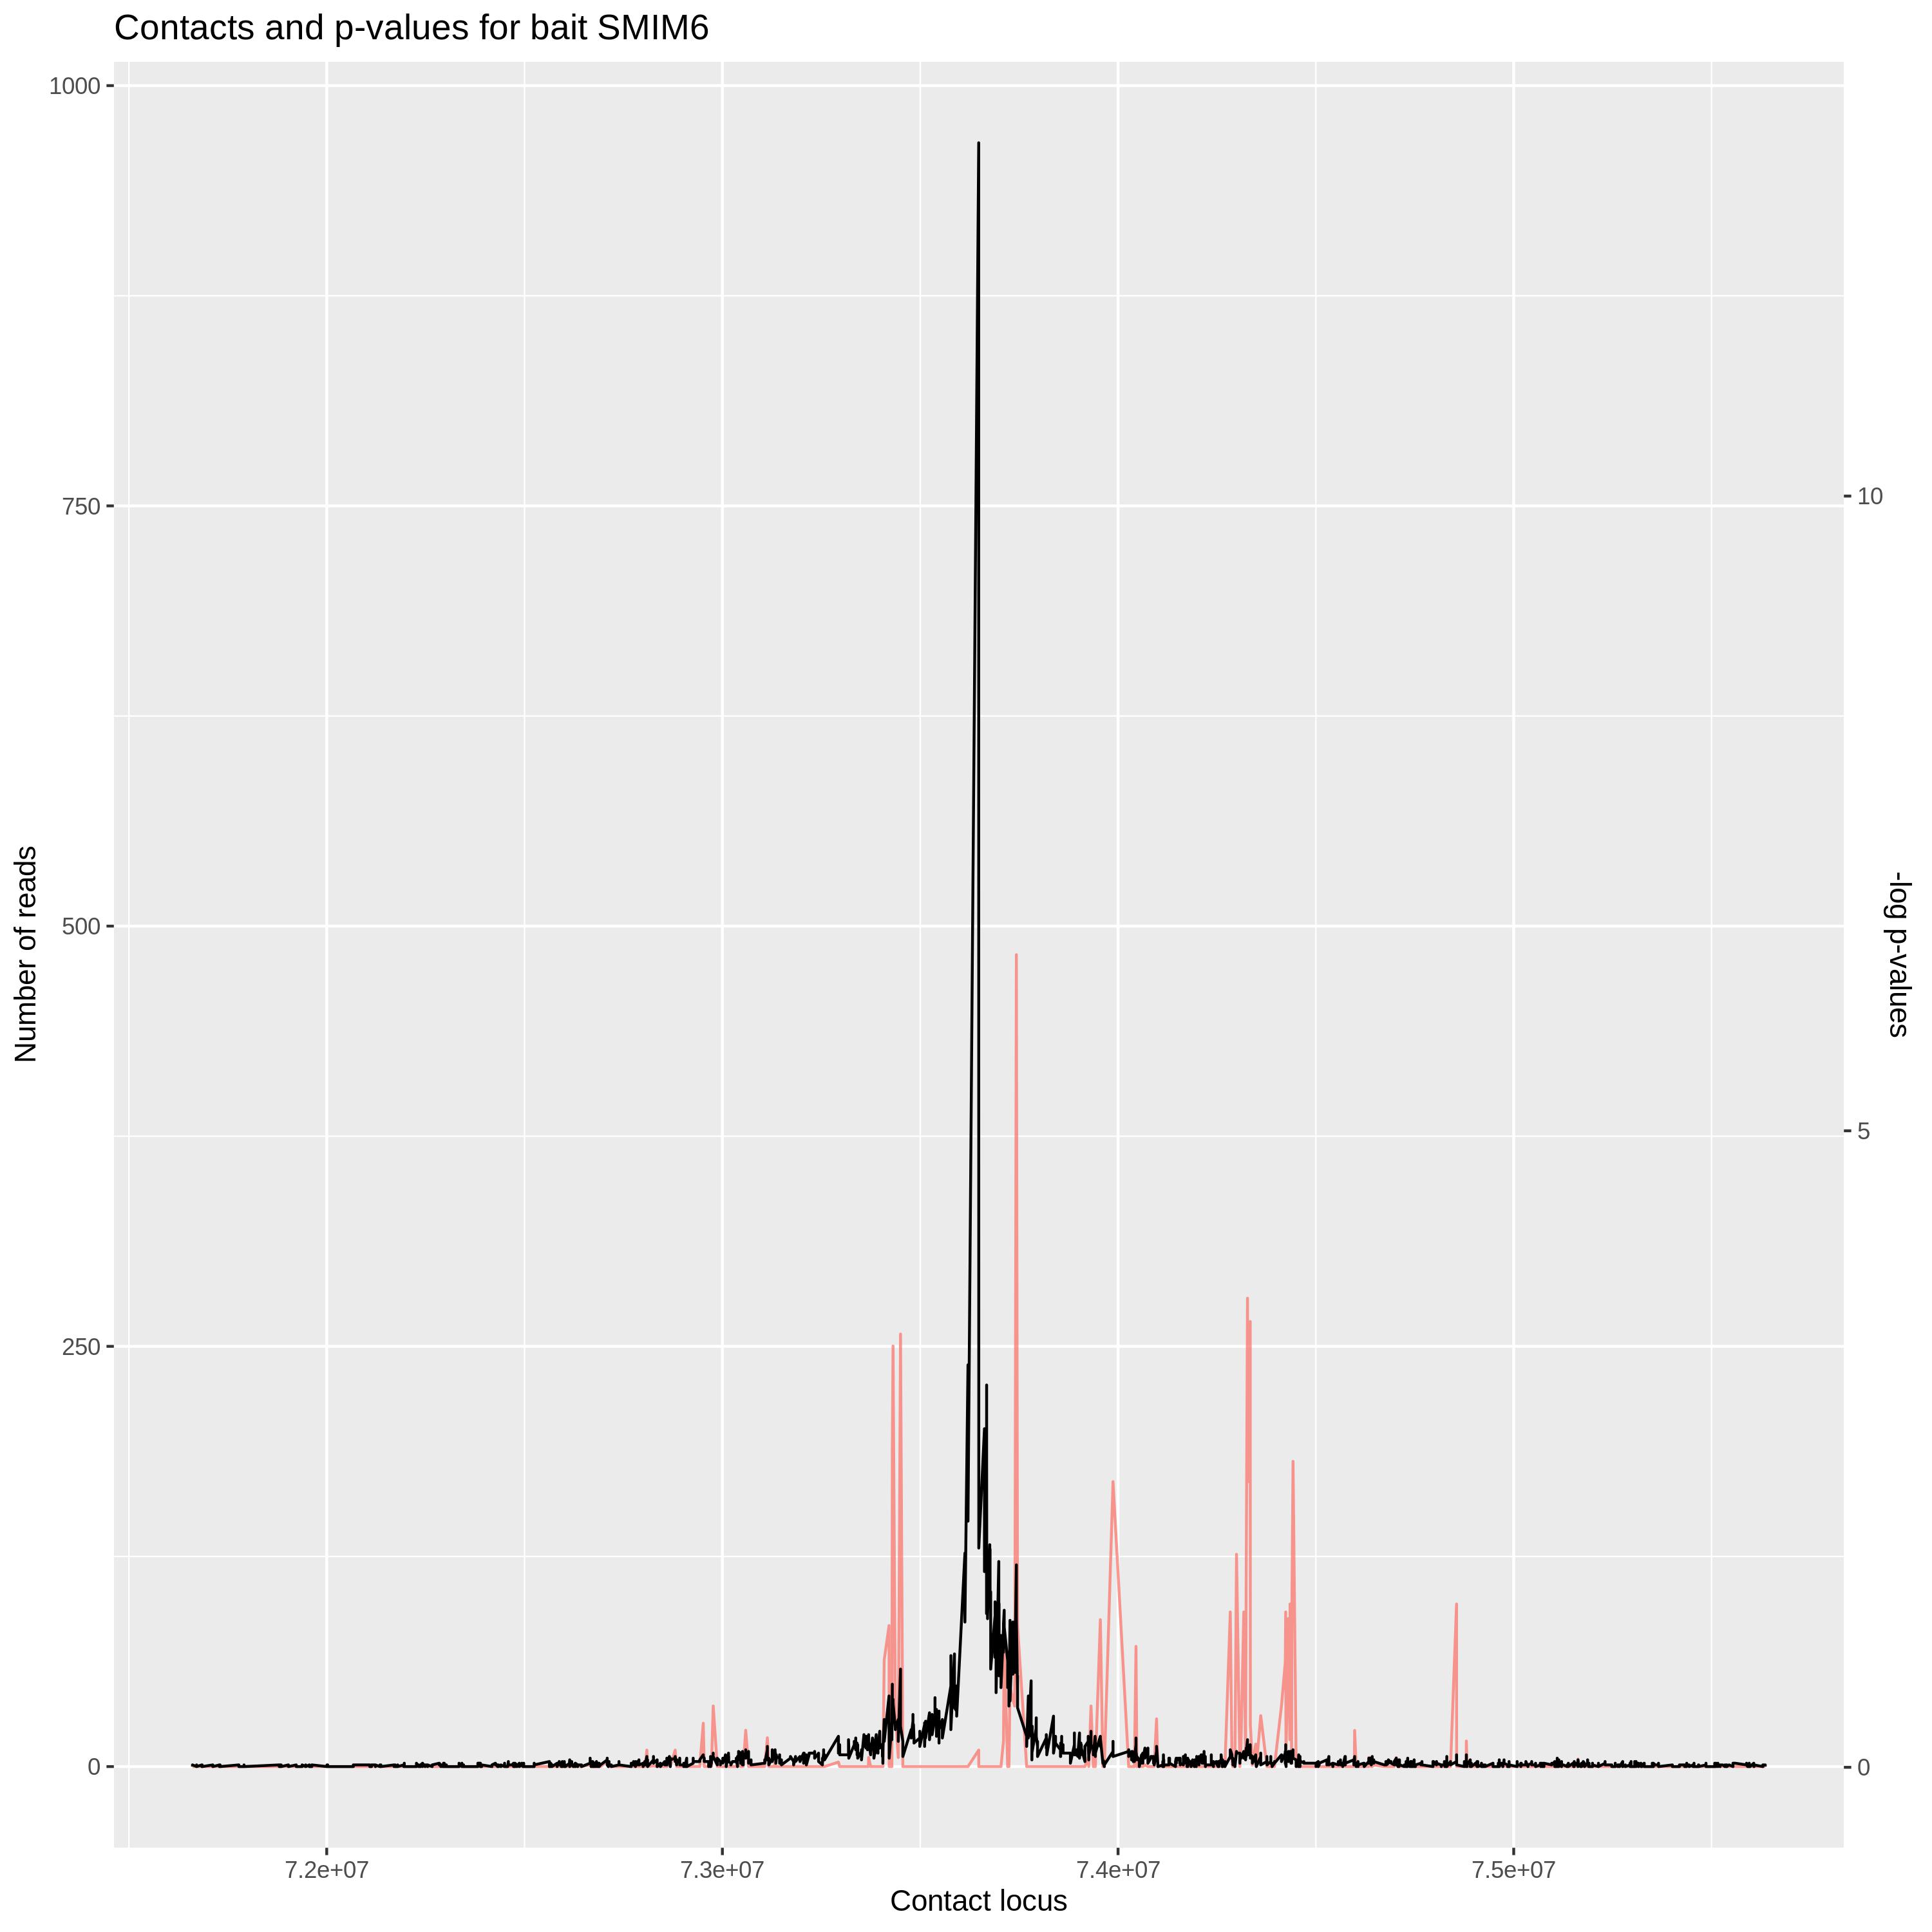 Contacts and p-values for bait SMIM6
1000
750
500
250
0
Number of reads
10
5
0
-log p-values
7.2e+07
7.3e+07
7.4e+07
7.5e+07
Contact locus